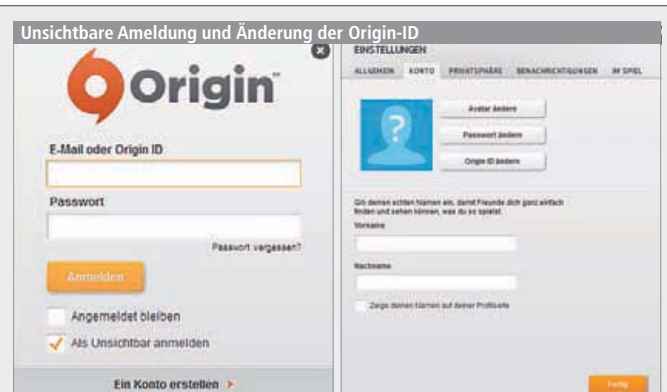 Unsichtbare Ameldung und Änderung der Origin-ID
Origin™
E-Mail oder Origin ID
Passwort
Passwort vergessen?
Anmelden
Angemeldet bleiben
Als Unsichtbar anmelden
Ein Konto erstellen
EINSTELLUNGEN
ALLGEMEIN KONTO PRIVATSPHÄRE BENACHRICHTIGUNGEN IM SPIEL
?
Avatar ändern
Passwort ändern
Origin ID ändern
Gib deinen echten Namen ein, damit Freunde dich ganz einfach
finden und sehen können, was du so spielst.
Vorname
Nachname
Zeige deinen Namen auf deiner Profilseite
Fertig